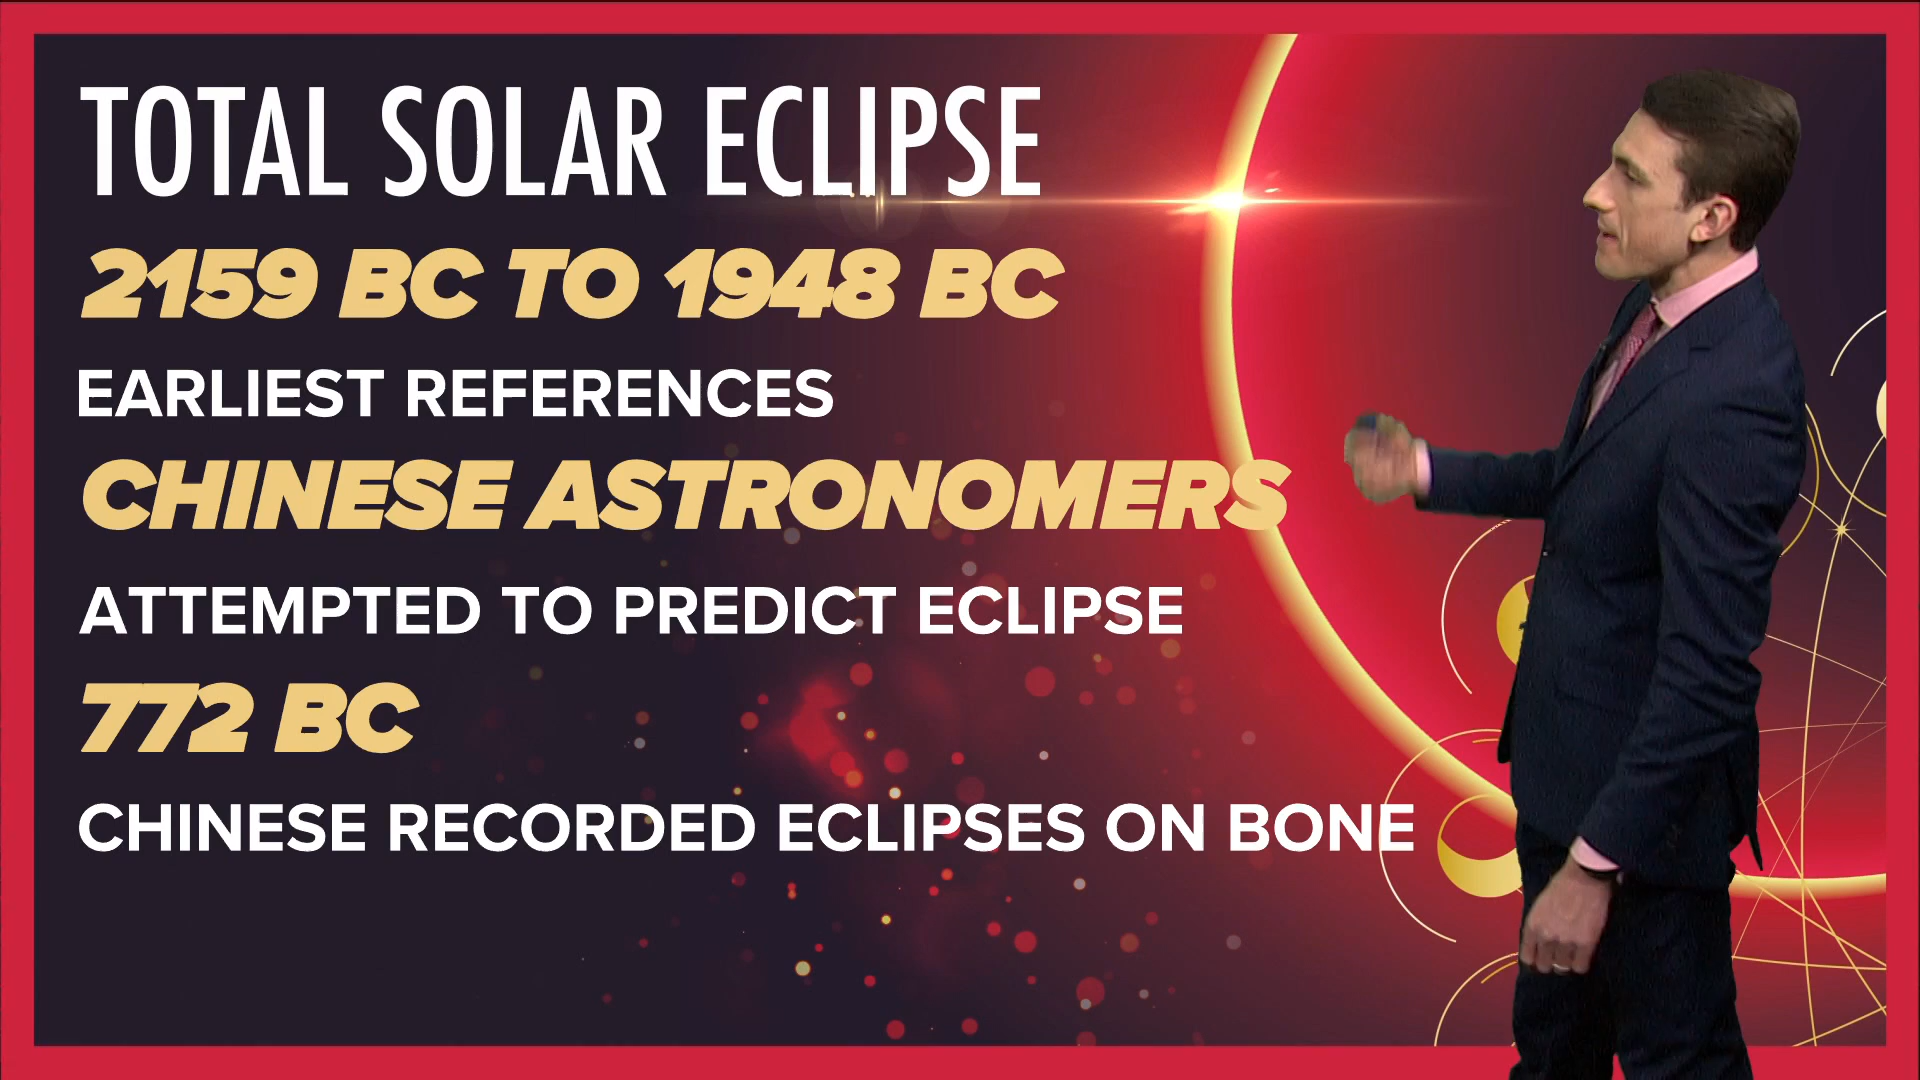 TOTAL SOLAR ECLIPSE
2159 BC TO 1948 BC
EARLIEST REFERENCES
CHINESE ASTRONOMERS
ATTEMPTED TO PREDICT ECLIPSE
772 BC
CHINESE RECORDED ECLIPSES ON BONE